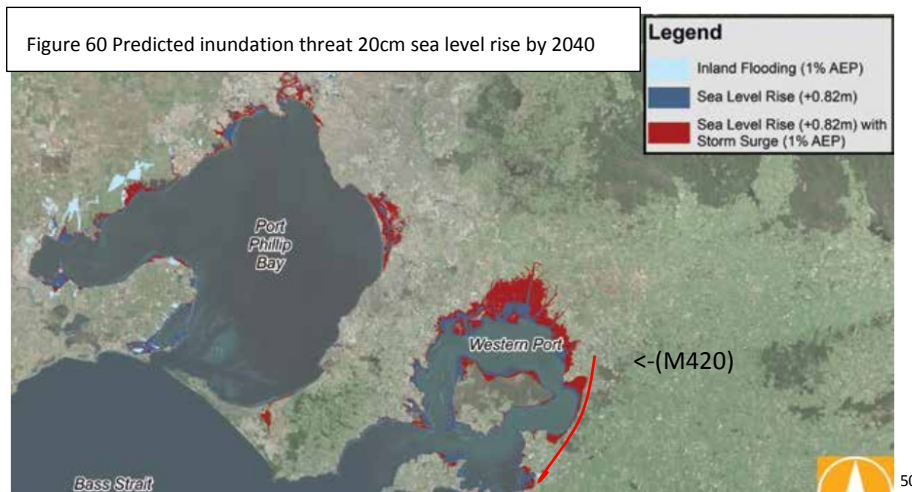 Figure 60 Predicted inundation threat 20cm sea level rise by 2040
Legend
Inland Flooding (1% AEP)
Sea Level Rise (+0.82m)
Sea Level Rise (+0.82m) with
Storm Surge (1% AEP)
Port
Phillip
Bay
Western Port
<-(M420)
Bass Strait
50